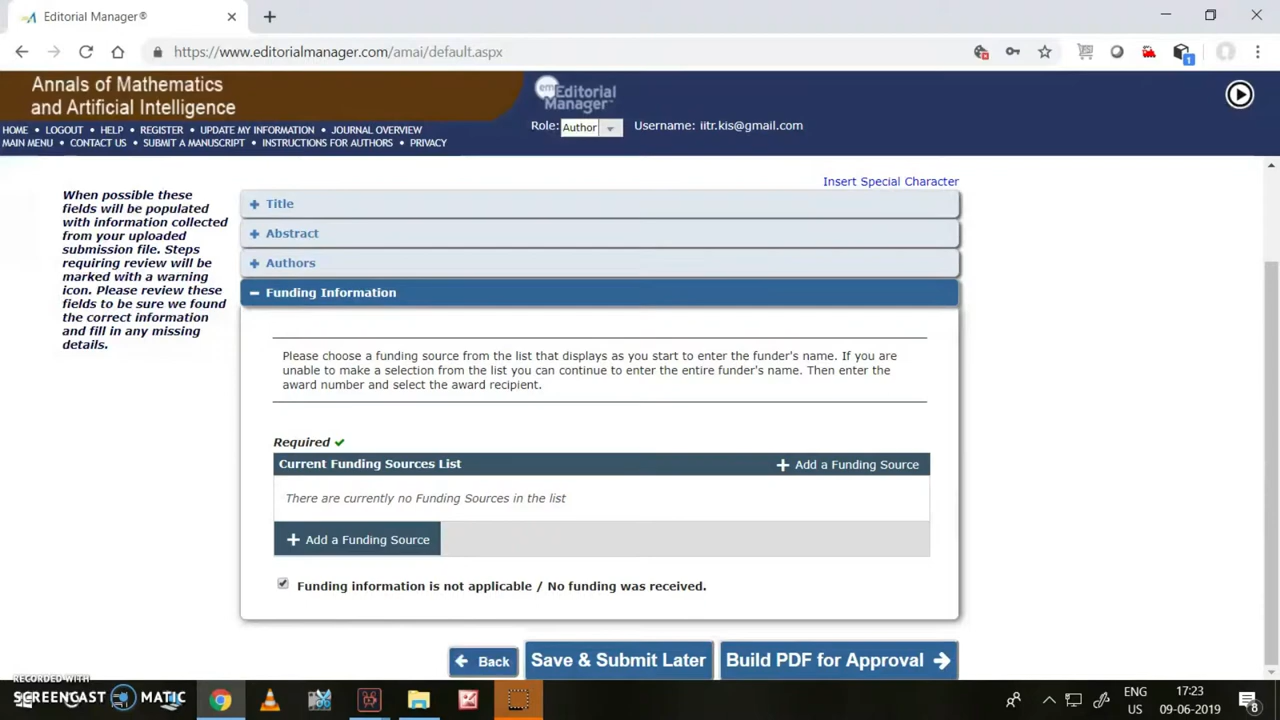 Editorial Manager®
https://www.editorialmanager.com/amai/default.aspx
1
Annals of Mathematics
and Artificial Intelligence
em Editorial
Manager™
Role: Author
Username: iitr.kis@gmail.com
HOME • LOGOUT • HELP • REGISTER • UPDATE MY INFORMATION • JOURNAL OVERVIEW
MAIN MENU • CONTACT US • SUBMIT A MANUSCRIPT • INSTRUCTIONS FOR AUTHORS • PRIVACY
When possible these
fields will be populated
with information collected
from your uploaded
submission file. Steps
requiring review will be
marked with a warning
icon. Please review these
fields to be sure we found
the correct information
and fill in any missing
details.
Insert Special Character
+ Title
+ Abstract
+ Authors
− Funding Information
Please choose a funding source from the list that displays as you start to enter the funder's name. If you are
unable to make a selection from the list you can continue to enter the entire funder's name. Then enter the
award number and select the award recipient.
Required ✔
Current Funding Sources List
+ Add a Funding Source
There are currently no Funding Sources in the list
+ Add a Funding Source
Funding information is not applicable / No funding was received.
Back
Save & Submit Later
Build PDF for Approval
RECORDED WITH
SCREENCAST MATIC
ENG
US
17:23
09-06-2019
8